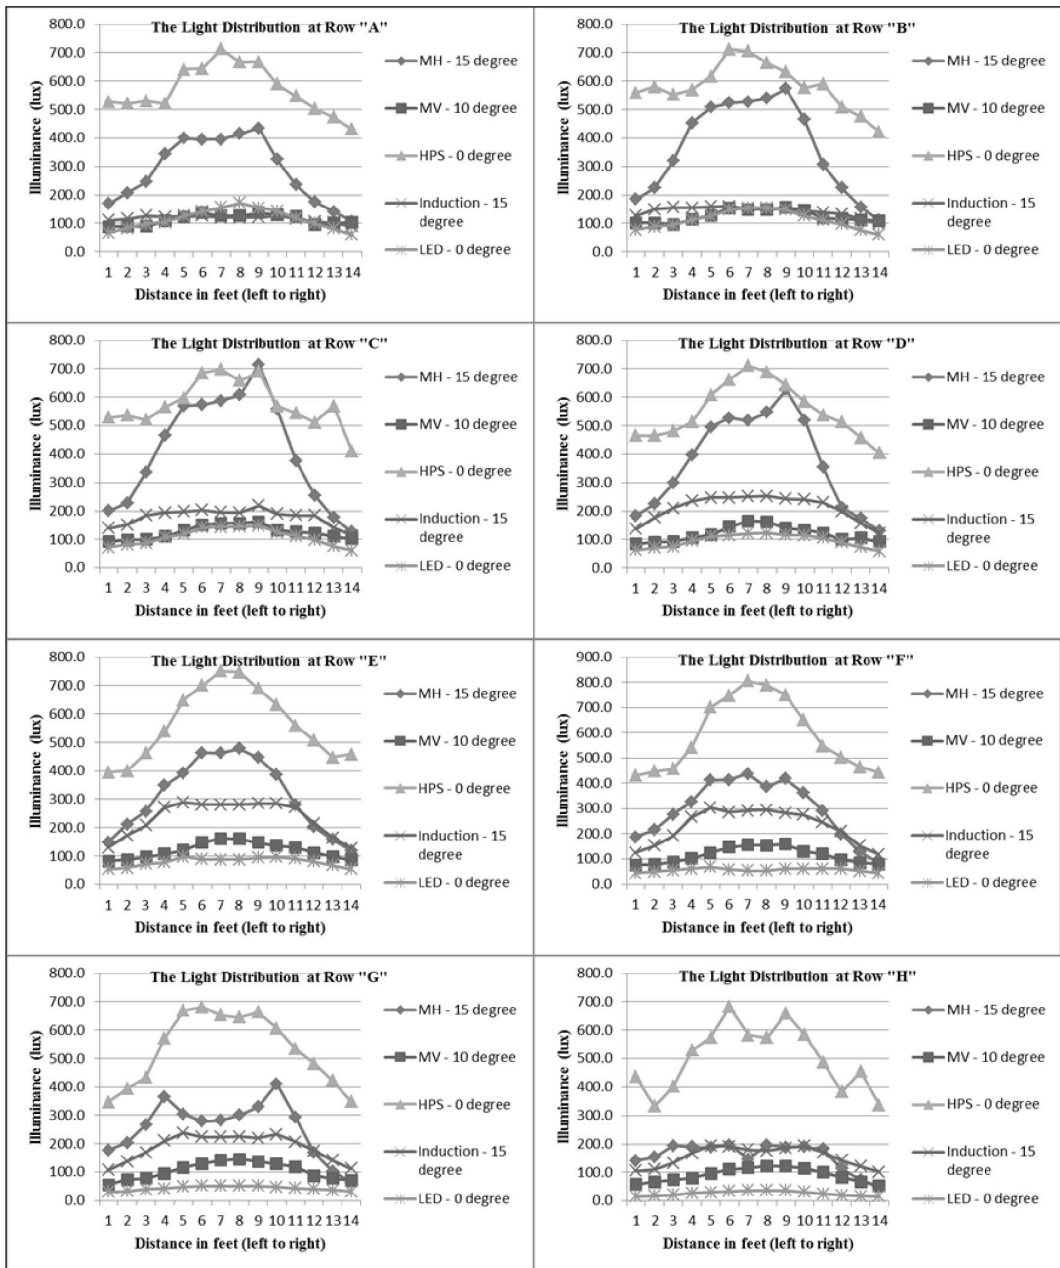 The Light Distribution at Row "A"
800.0
700.0
600.0
500.0
400.0
300.0
200.0
100.0
0.0
Illuminance (lux)
1 2 3 4 5 6 7 8 9 10 11 12 13 14
Distance in feet (left to right)
MH - 15 degree
MV - 10 degree
HPS - 0 degree
Induction - 15
degree
LED - 0 degree
The Light Distribution at Row "B"
800.0
700.0
600.0
500.0
400.0
300.0
200.0
100.0
0.0
Illuminance (lux)
1 2 3 4 5 6 7 8 9 10 11 12 13 14
Distance in feet (left to right)
MH - 15 degree
MV - 10 degree
HPS - 0 degree
Induction - 15
degree
LED - 0 degree
The Light Distribution at Row "C"
800.0
700.0
600.0
500.0
400.0
300.0
200.0
100.0
0.0
Illuminance (lux)
1 2 3 4 5 6 7 8 9 10 11 12 13 14
Distance in feet (left to right)
MH - 15 degree
MV - 10 degree
HPS - 0 degree
Induction - 15
degree
LED - 0 degree
The Light Distribution at Row "D"
800.0
700.0
600.0
500.0
400.0
300.0
200.0
100.0
0.0
Illuminance (lux)
1 2 3 4 5 6 7 8 9 10 11 12 13 14
Distance in feet (left to right)
MH - 15 degree
MV - 10 degree
HPS - 0 degree
Induction - 15
degree
LED - 0 degree
The Light Distribution at Row "E"
800.0
700.0
600.0
500.0
400.0
300.0
200.0
100.0
0.0
Illuminance (lux)
1 2 3 4 5 6 7 8 9 10 11 12 13 14
Distance in feet (left to right)
MH - 15 degree
MV - 10 degree
HPS - 0 degree
Induction - 15
degree
LED - 0 degree
The Light Distribution at Row "F"
900.0
800.0
700.0
600.0
500.0
400.0
300.0
200.0
100.0
0.0
Illuminance (lux)
1 2 3 4 5 6 7 8 9 10 11 12 13 14
Distance in feet (left to right)
MH - 15 degree
MV - 10 degree
HPS - 0 degree
Induction - 15
degree
LED - 0 degree
The Light Distribution at Row "G"
800.0
700.0
600.0
500.0
400.0
300.0
200.0
100.0
0.0
Illuminance (lux)
1 2 3 4 5 6 7 8 9 10 11 12 13 14
Distance in feet (left to right)
MH - 15 degree
MV - 10 degree
HPS - 0 degree
Induction - 15
degree
LED - 0 degree
The Light Distribution at Row "H"
800.0
700.0
600.0
500.0
400.0
300.0
200.0
100.0
0.0
Illuminance (lux)
1 2 3 4 5 6 7 8 9 10 11 12 13 14
Distance in feet (left to right)
MH - 15 degree
MV - 10 degree
HPS - 0 degree
Induction - 15
degree
LED - 0 degree